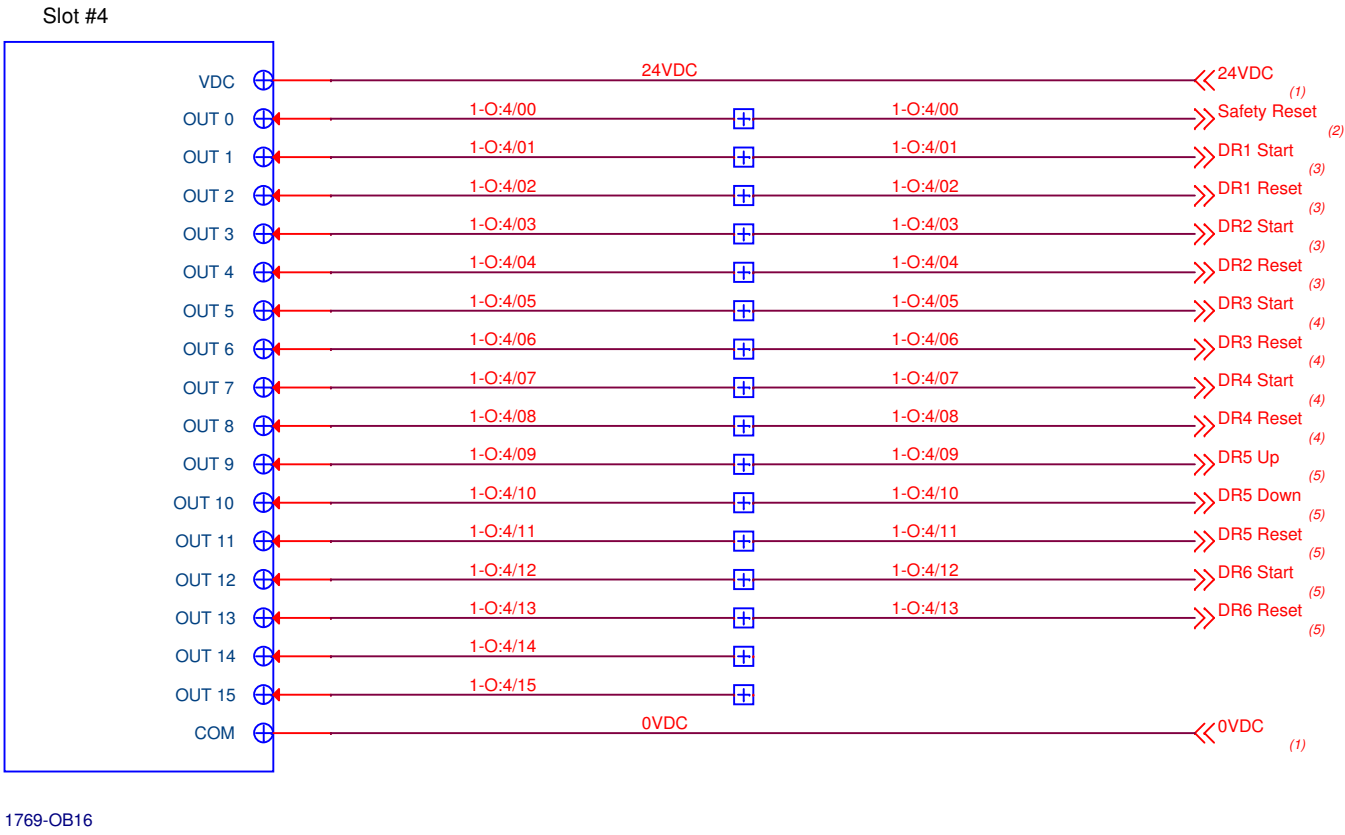 Slot #4
VDC 24VDC 24VDC (1)
OUT 0 1-O:4/00 1-O:4/00 Safety Reset (2)
OUT 1 1-O:4/01 1-O:4/01 DR1 Start (3)
OUT 2 1-O:4/02 1-O:4/02 DR1 Reset (3)
OUT 3 1-O:4/03 1-O:4/03 DR2 Start (3)
OUT 4 1-O:4/04 1-O:4/04 DR2 Reset (3)
OUT 5 1-O:4/05 1-O:4/05 DR3 Start (4)
OUT 6 1-O:4/06 1-O:4/06 DR3 Reset (4)
OUT 7 1-O:4/07 1-O:4/07 DR4 Start (4)
OUT 8 1-O:4/08 1-O:4/08 DR4 Reset (4)
OUT 9 1-O:4/09 1-O:4/09 DR5 Up (5)
OUT 10 1-O:4/10 1-O:4/10 DR5 Down (5)
OUT 11 1-O:4/11 1-O:4/11 DR5 Reset (5)
OUT 12 1-O:4/12 1-O:4/12 DR6 Start (5)
OUT 13 1-O:4/13 1-O:4/13 DR6 Reset (5)
OUT 14 1-O:4/14
OUT 15 1-O:4/15
COM 0VDC 0VDC (1)
1769-OB16